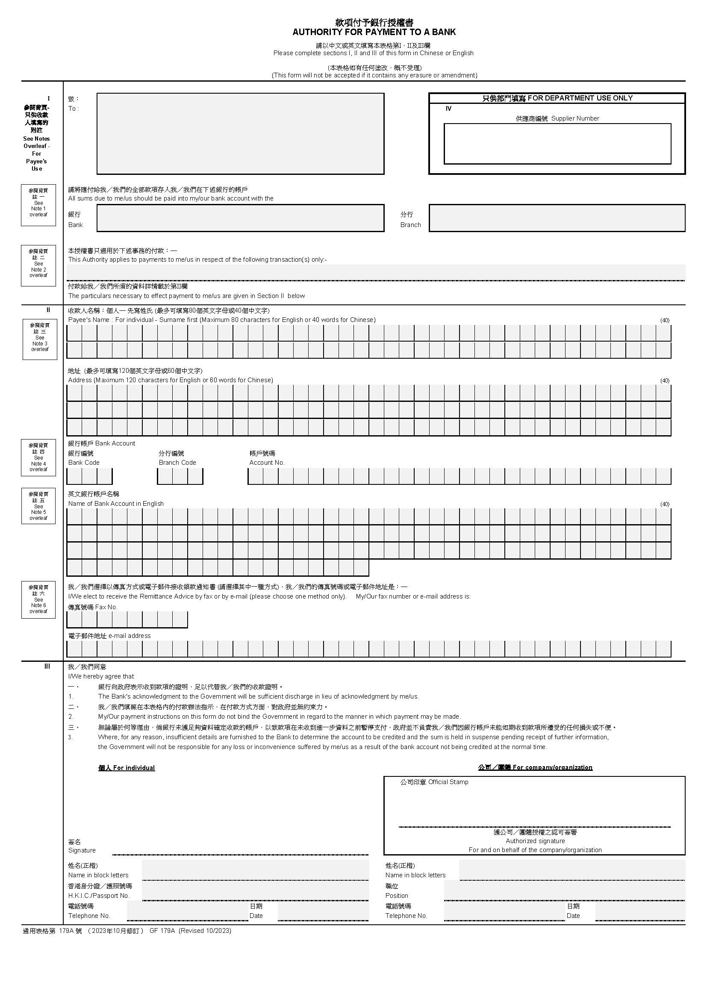 款項付予銀行授權書
AUTHORITY FOR PAYMENT TO A BANK
請以中文或英文填寫本表格第I，II及III欄
Please complete sections I, II and III of this form in Chinese or English
(本表格如有任何塗改，概不受理)
(This form will not be accepted if it contains any erasure or amendment)
I
參閱背頁-
只供收款
人填寫的
附註
See Notes
Overleaf -
For
Payee's
Use
致：
To :
只供部門填寫 FOR DEPARTMENT USE ONLY
IV
供應商編號 Supplier Number
參閱背頁
註 一
See
Note 1
overleaf
請將應付給我／我們的全部款項存入我／我們在下述銀行的帳戶
All sums due to me/us should be paid into my/our bank account with the
銀行
Bank
分行
Branch
參閱背頁
註 二
See
Note 2
overleaf
本授權書只適用於下述事務的付款：—
This Authority applies to payments to me/us in respect of the following transaction(s) only:-
付款給我／我們所須的資料詳情載於第II欄
The particulars necessary to effect payment to me/us are given in Section II below
II
收款人名稱：個人— 先寫姓氏 (最多可填寫80個英文字母或40個中文字)
Payee's Name : For individual - Surname first (Maximum 80 characters for English or 40 words for Chinese)
(40)
參閱背頁
註 三
See
Note 3
overleaf
地址 (最多可填寫120個英文字母或60個中文字)
Address (Maximum 120 characters for English or 60 words for Chinese)
(40)
參閱背頁
註 四
See
Note 4
overleaf
銀行帳戶 Bank Account
銀行編號 分行編號 帳戶號碼
Bank Code Branch Code Account No.
參閱背頁
註 五
See
Note 5
overleaf
英文銀行帳戶名稱
Name of Bank Account in English
(40)
參閱背頁
註 六
See
Note 6
overleaf
我／我們選擇以傳真方式或電子郵件接收領款通知書 (請選擇其中一種方式)，我／我們的傳真號碼或電子郵件地址是：—
I/We elect to receive the Remittance Advice by fax or by e-mail (please choose one method only). My/Our fax number or e-mail address is:
傳真號碼 Fax No.
電子郵件地址 e-mail address
III
我／我們同意
I/We hereby agree that
一、 銀行向政府表示收到款項的證明，足以代替我／我們的收款證明。
1. The Bank's acknowledgment to the Government will be sufficient discharge in lieu of acknowledgment by me/us.
二、 我／我們填報在本表格內的付款辦法指示，在付款方式方面，對政府並無約束力。
2. My/Our payment instructions on this form do not bind the Government in regard to the manner in which payment may be made.
三、 無論屬於何等理由，倘銀行未獲足夠資料確定收款的帳戶，以致款項在未收到進一步資料之前暫停支付，政府並不負責我／我們因銀行帳戶未能如期收到款項所遭受的任何損失或不便。
3. Where, for any reason, insufficient details are furnished to the Bank to determine the account to be credited and the sum is held in suspense pending receipt of further information,
the Government will not be responsible for any loss or inconvenience suffered by me/us as a result of the bank account not being credited at the normal time.
個人 For individual
公司／團體 For company/organization
公司印章 Official Stamp
獲公司／團體授權之認可簽署
Authorized signature
For and on behalf of the company/organization
簽名
Signature
姓名(正楷)
Name in block letters
香港身分證／護照號碼
H.K.I.C./Passport No.
電話號碼 日期
Telephone No. Date
姓名(正楷)
Name in block letters
職位
Position
電話號碼 日期
Telephone No. Date
通用表格第 179A 號 （2023年10月修訂） GF 179A (Revised 10/2023)